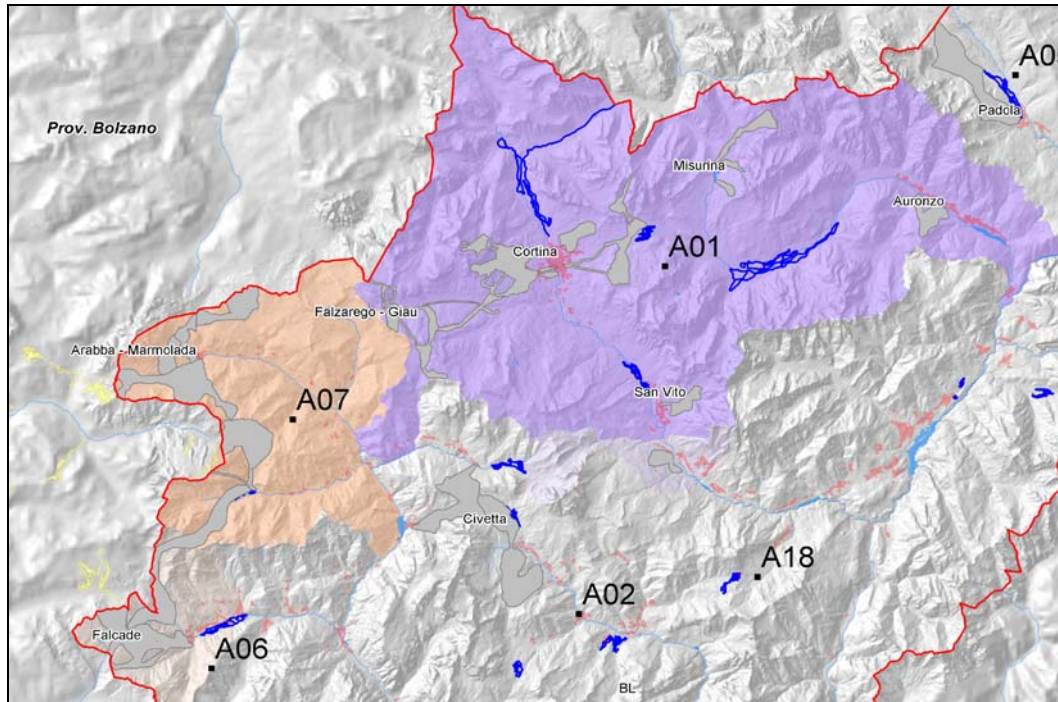 A0
Padola
Prov. Bolzano
Misurina
Auronzo
Cortina
A01
Falzarego - Giau
Arabba - Marmolada
San Vito
A07
Civetta
A18
A02
Falcade
A06
BL